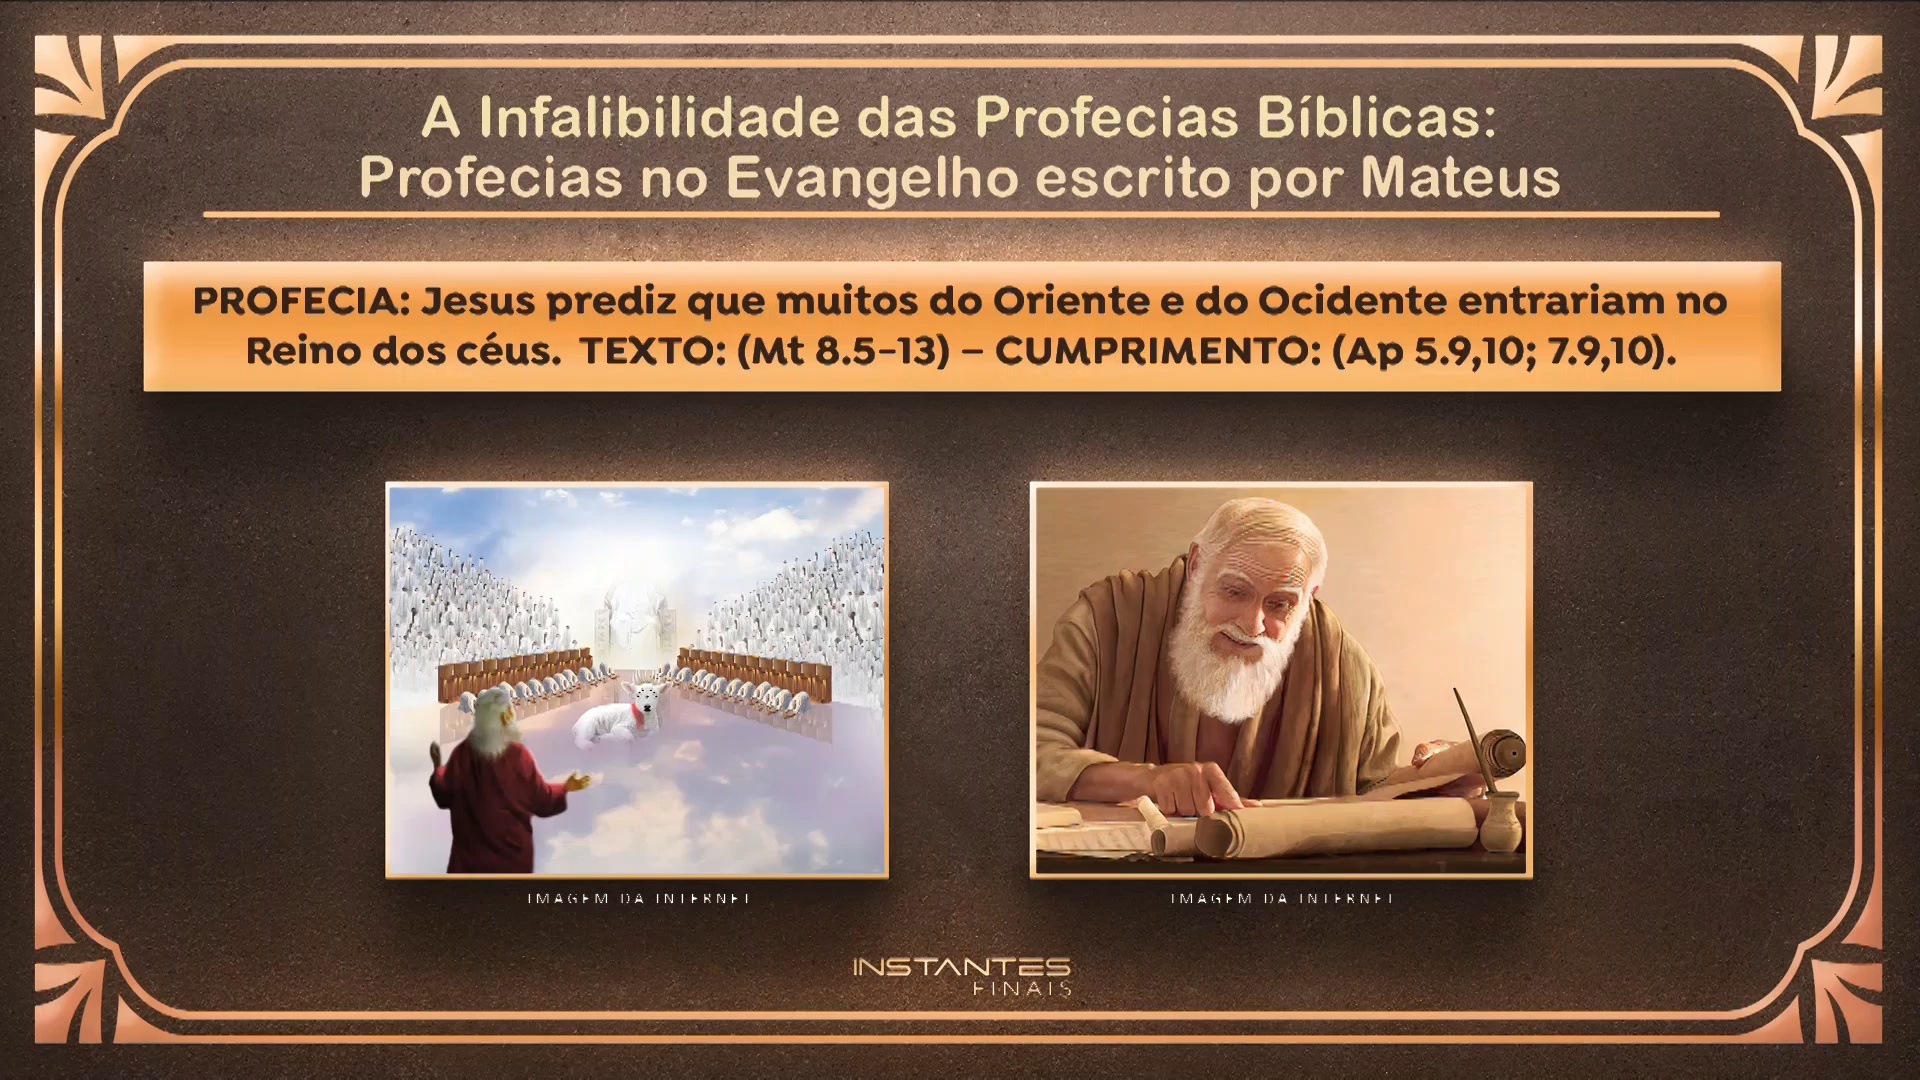 A Infalibilidade das Profecias Bíblicas:
Profecias no Evangelho escrito por Mateus
PROFECIA: Jesus prediz que muitos do Oriente e do Ocidente entrariam no
Reino dos céus. TEXTO: (Mt 8.5-13) – CUMPRIMENTO: (Ap 5.9,10; 7.9,10).
IMAGEM DA INTERNET
IMAGEM DA INTERNET
INSTANTES
FINAIS